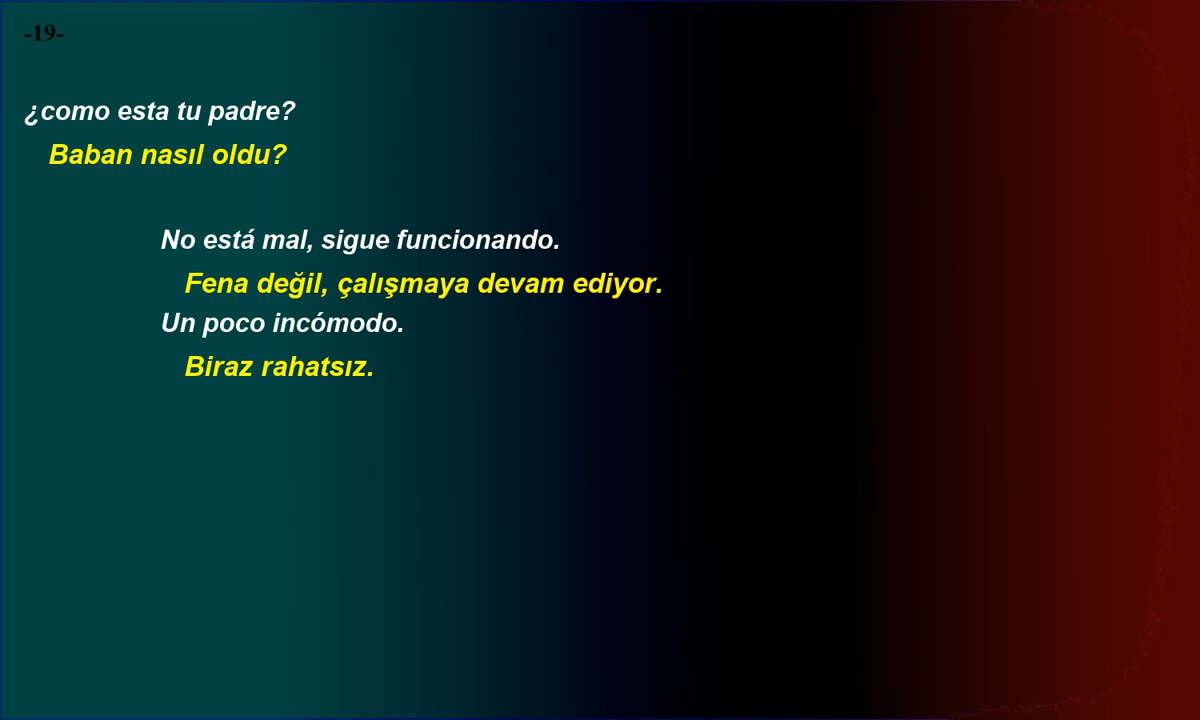 -19-
¿como esta tu padre?
Baban nasıl oldu?
No está mal, sigue funcionando.
Fena değil, çalışmaya devam ediyor.
Un poco incómodo.
Biraz rahatsız.